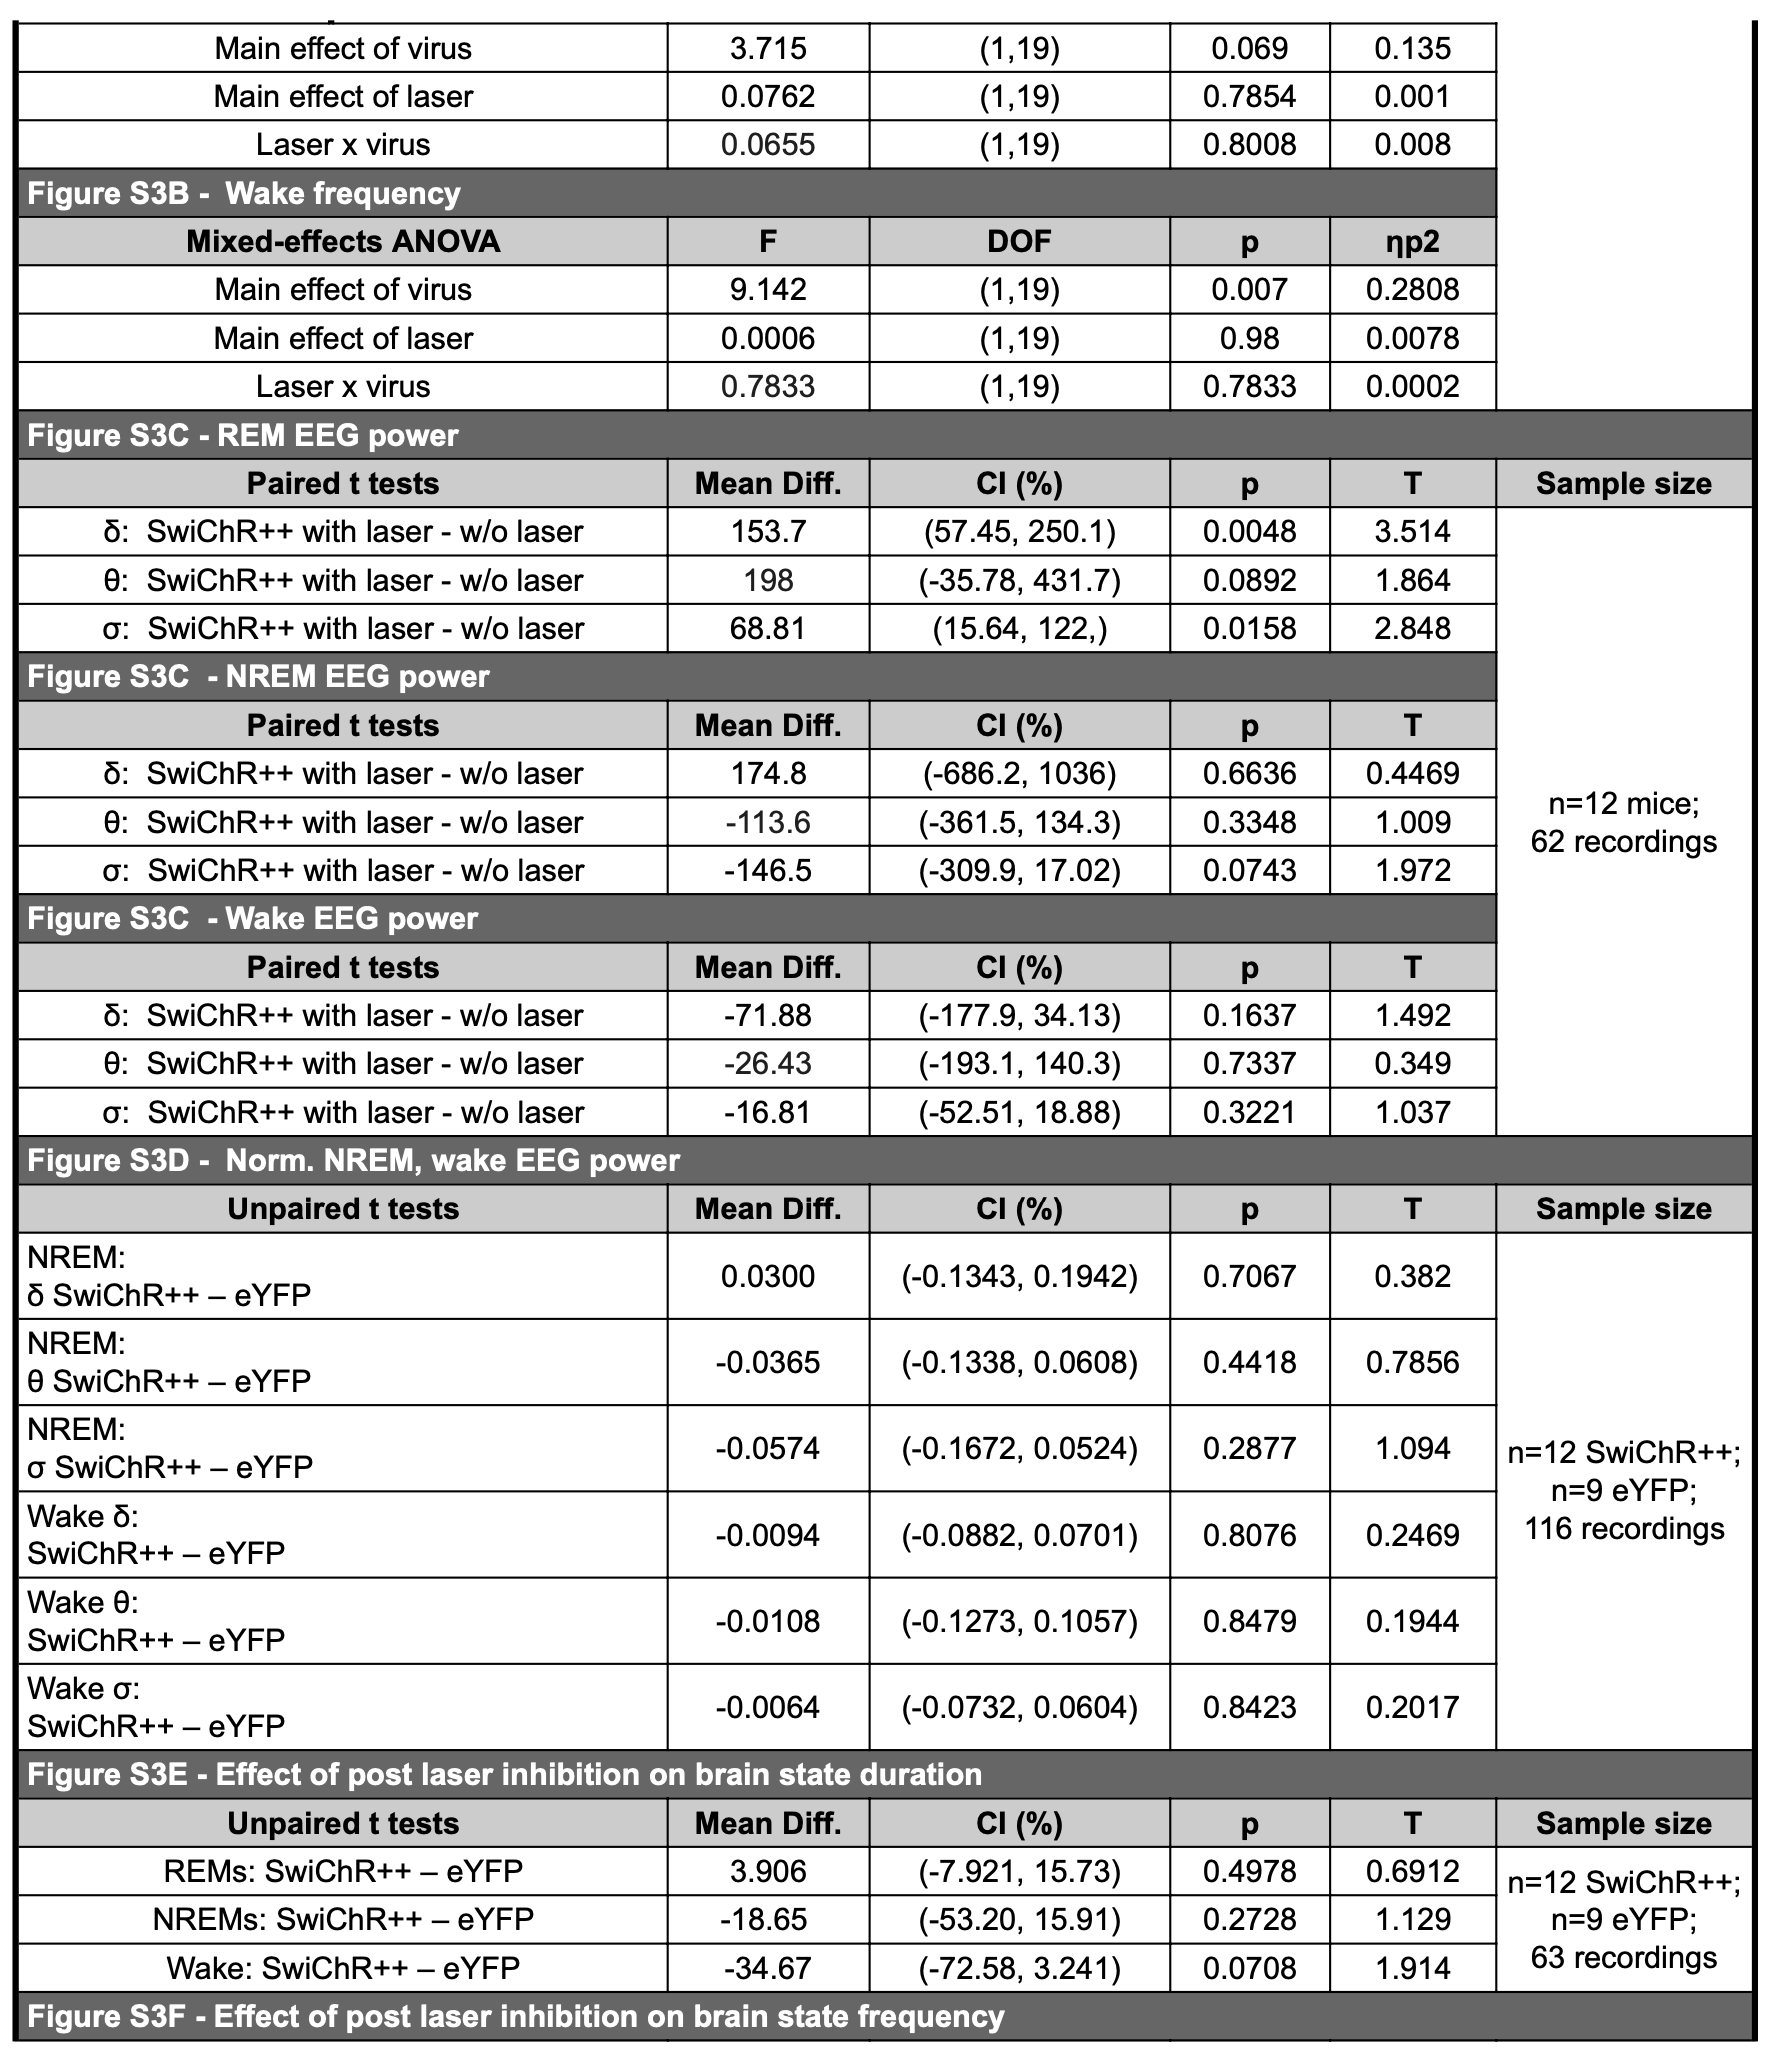 Main effect of virus 3.715 (1,19) 0.069 0.135
Main effect of laser 0.0762 (1,19) 0.7854 0.001
Laser x virus 0.0655 (1,19) 0.8008 0.008
Figure S3B - Wake frequency
Mixed-effects ANOVA F DOF p ηp2
Main effect of virus 9.142 (1,19) 0.007 0.2808
Main effect of laser 0.0006 (1,19) 0.98 0.0078
Laser x virus 0.7833 (1,19) 0.7833 0.0002
Figure S3C - REM EEG power
Paired t tests Mean Diff. CI (%) p T Sample size
δ: SwiChR++ with laser - w/o laser 153.7 (57.45, 250.1) 0.0048 3.514
θ: SwiChR++ with laser - w/o laser 198 (-35.78, 431.7) 0.0892 1.864
σ: SwiChR++ with laser - w/o laser 68.81 (15.64, 122,) 0.0158 2.848
Figure S3C - NREM EEG power
Paired t tests Mean Diff. CI (%) p T
δ: SwiChR++ with laser - w/o laser 174.8 (-686.2, 1036) 0.6636 0.4469
θ: SwiChR++ with laser - w/o laser -113.6 (-361.5, 134.3) 0.3348 1.009
σ: SwiChR++ with laser - w/o laser -146.5 (-309.9, 17.02) 0.0743 1.972
n=12 mice;
62 recordings
Figure S3C - Wake EEG power
Paired t tests Mean Diff. CI (%) p T
δ: SwiChR++ with laser - w/o laser -71.88 (-177.9, 34.13) 0.1637 1.492
θ: SwiChR++ with laser - w/o laser -26.43 (-193.1, 140.3) 0.7337 0.349
σ: SwiChR++ with laser - w/o laser -16.81 (-52.51, 18.88) 0.3221 1.037
Figure S3D - Norm. NREM, wake EEG power
Unpaired t tests Mean Diff. CI (%) p T Sample size
NREM:
δ SwiChR++ – eYFP 0.0300 (-0.1343, 0.1942) 0.7067 0.382
NREM:
θ SwiChR++ – eYFP -0.0365 (-0.1338, 0.0608) 0.4418 0.7856
NREM:
σ SwiChR++ – eYFP -0.0574 (-0.1672, 0.0524) 0.2877 1.094
Wake δ:
SwiChR++ – eYFP -0.0094 (-0.0882, 0.0701) 0.8076 0.2469
Wake θ:
SwiChR++ – eYFP -0.0108 (-0.1273, 0.1057) 0.8479 0.1944
Wake σ:
SwiChR++ – eYFP -0.0064 (-0.0732, 0.0604) 0.8423 0.2017
n=12 SwiChR++;
n=9 eYFP;
116 recordings
Figure S3E - Effect of post laser inhibition on brain state duration
Unpaired t tests Mean Diff. CI (%) p T Sample size
REMs: SwiChR++ – eYFP 3.906 (-7.921, 15.73) 0.4978 0.6912
NREMs: SwiChR++ – eYFP -18.65 (-53.20, 15.91) 0.2728 1.129
Wake: SwiChR++ – eYFP -34.67 (-72.58, 3.241) 0.0708 1.914
n=12 SwiChR++;
n=9 eYFP;
63 recordings
Figure S3F - Effect of post laser inhibition on brain state frequency